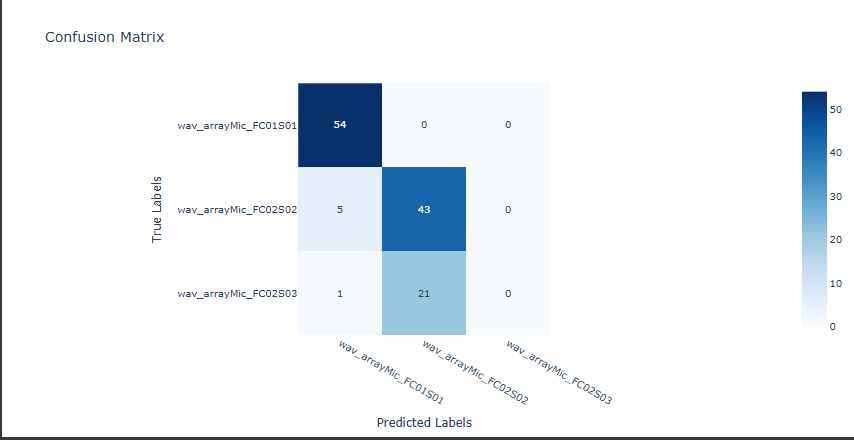 Confusion Matrix
wav_arrayMic_FC01S01
54
0
0
50
40
wav_arrayMic_FC02S02
5
43
0
30
20
wav_arrayMic_FC02S03
1
21
0
10
0
True Labels
wav_arrayMic_FC01S01
wav_arrayMic_FC02S02
wav_arrayMic_FC02S03
Predicted Labels